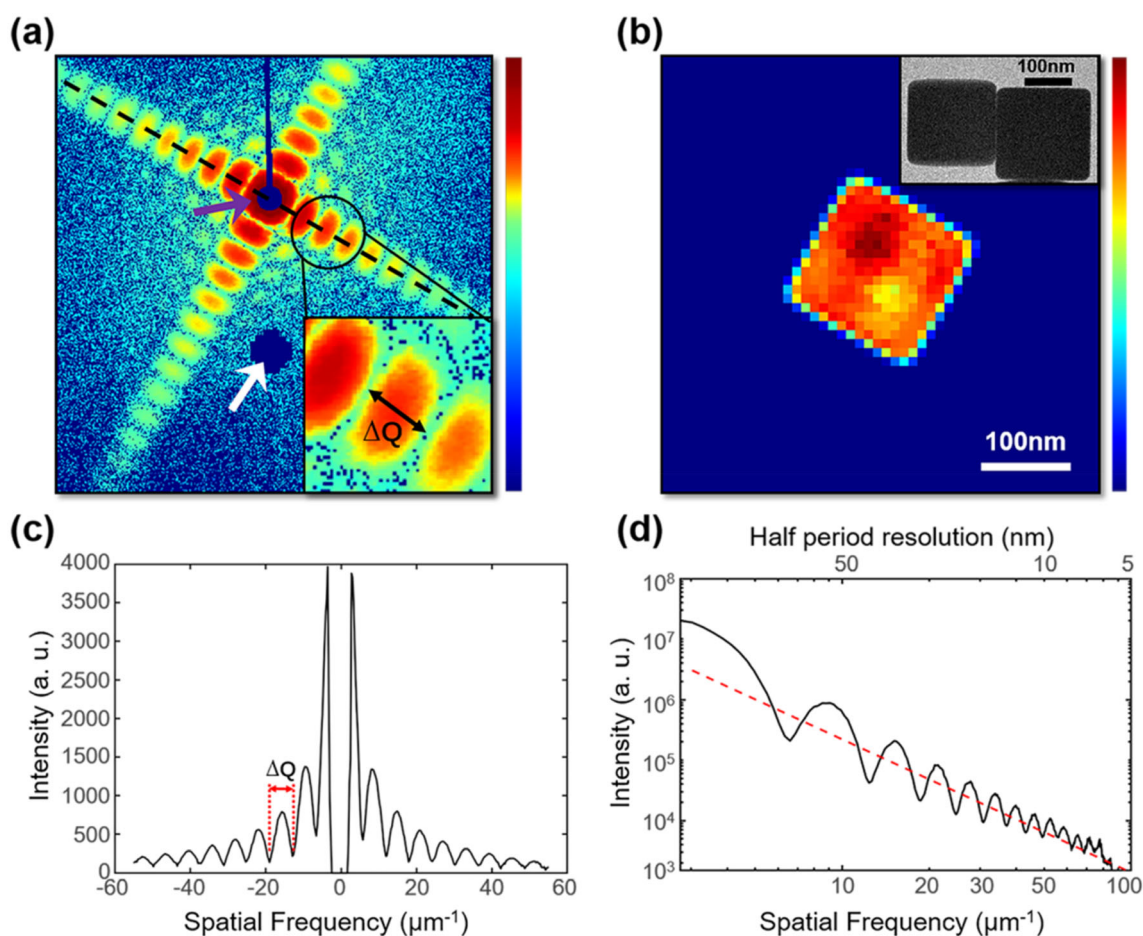 (a)
ΔQ
(b)
100nm
100nm
(c)
4000
3500
3000
2500
2000
1500
1000
500
0
Intensity (a. u.)
ΔQ
-60 -40 -20 0 20 40 60
Spatial Frequency (μm⁻¹)
(d)
Half period resolution (nm)
50 10 5
10⁸
10⁷
10⁶
10⁵
10⁴
10³
Intensity (a. u.)
10 20 30 50 100
Spatial Frequency (μm⁻¹)